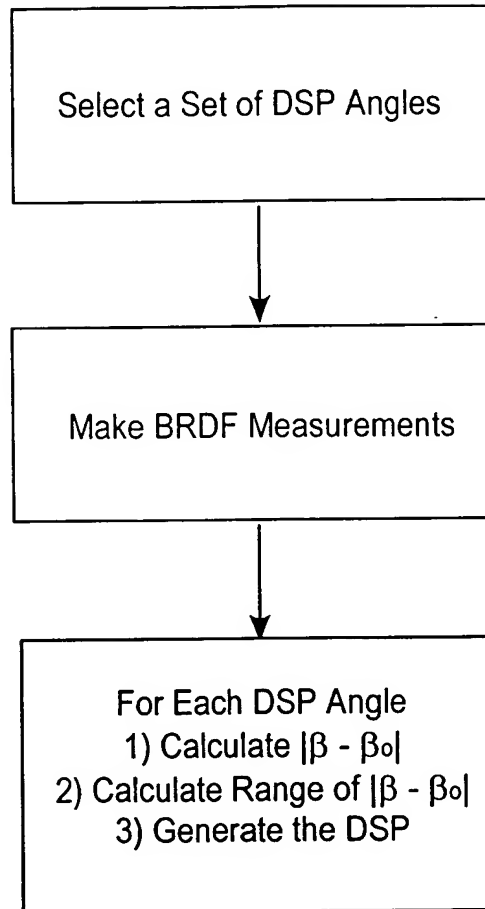 Select a Set of DSP Angles
Make BRDF Measurements
For Each DSP Angle
1) Calculate |β - βo|
2) Calculate Range of |β - βo|
3) Generate the DSP